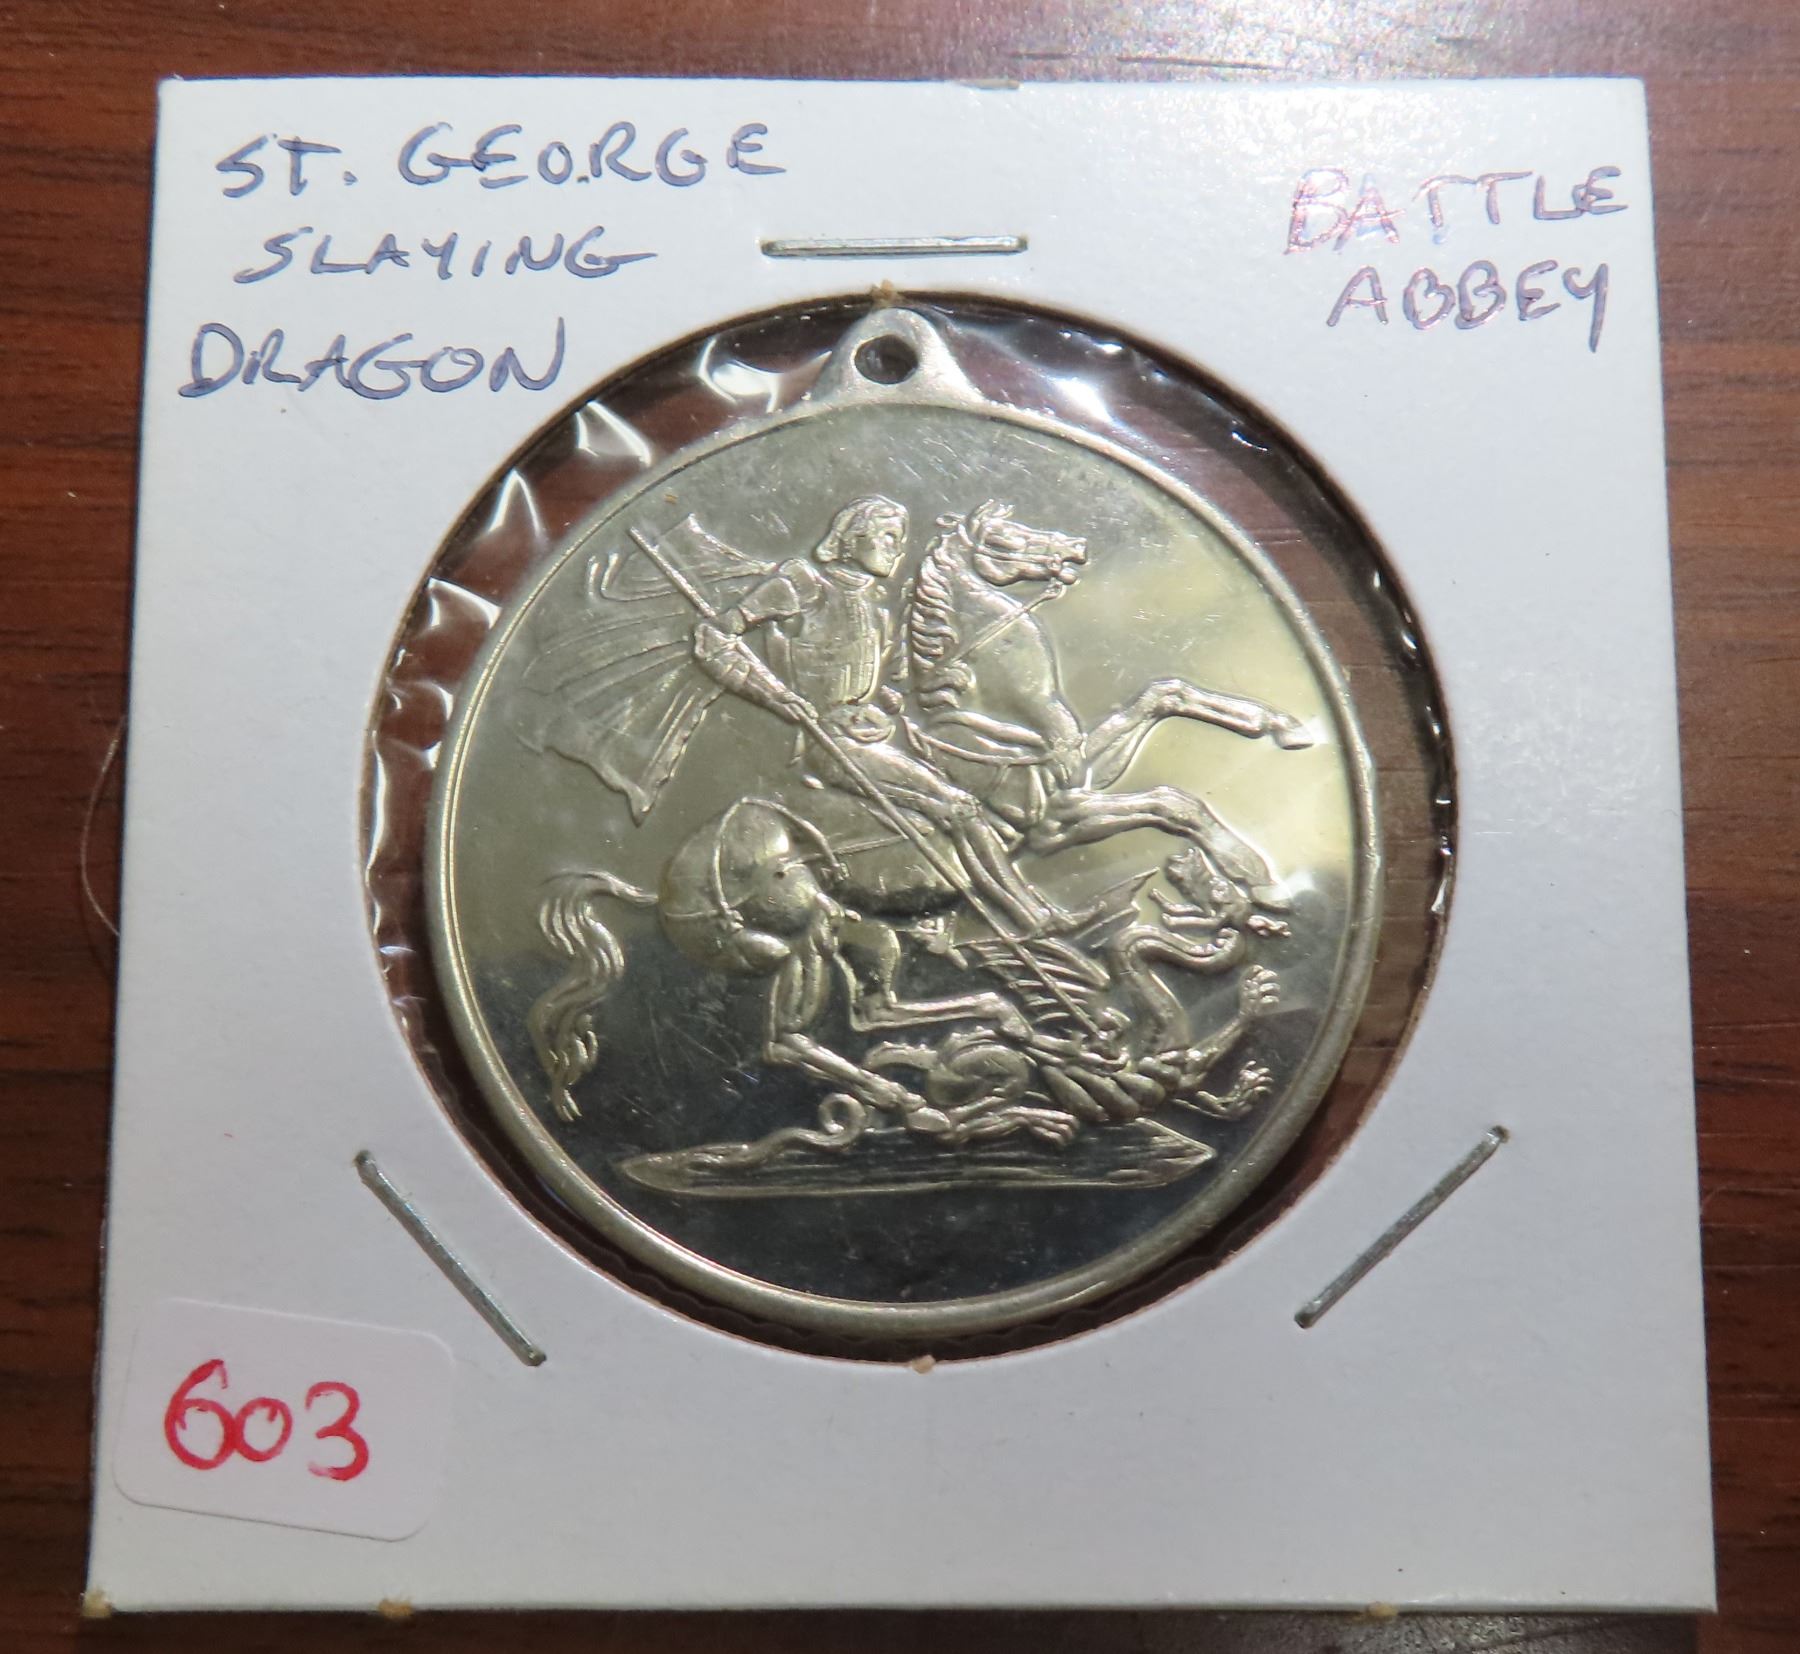 ST. GEORGE
SLAYING
DRAGON
BATTLE
ABBEY
603